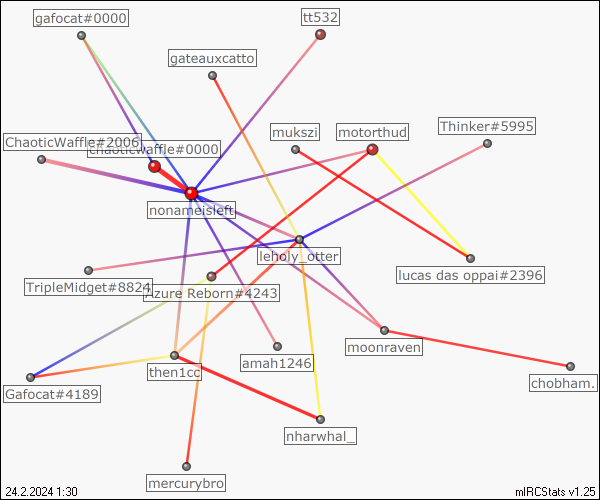 gafocat#0000
tt532
gateauxcatto
mukszi
motorthud
Thinker#5995
ChaoticWaffle#2006
chaoticwaffle#0000
nonameisleft
leholy_otter
lucas das oppai#2396
TripleMidget#8824
Azure Reborn#4243
moonraven
amah1246
then1cc
chobham.
Gafocat#4189
nharwhal_
mercurybro
24.2.2024 1:30
mIRCStats v1.25